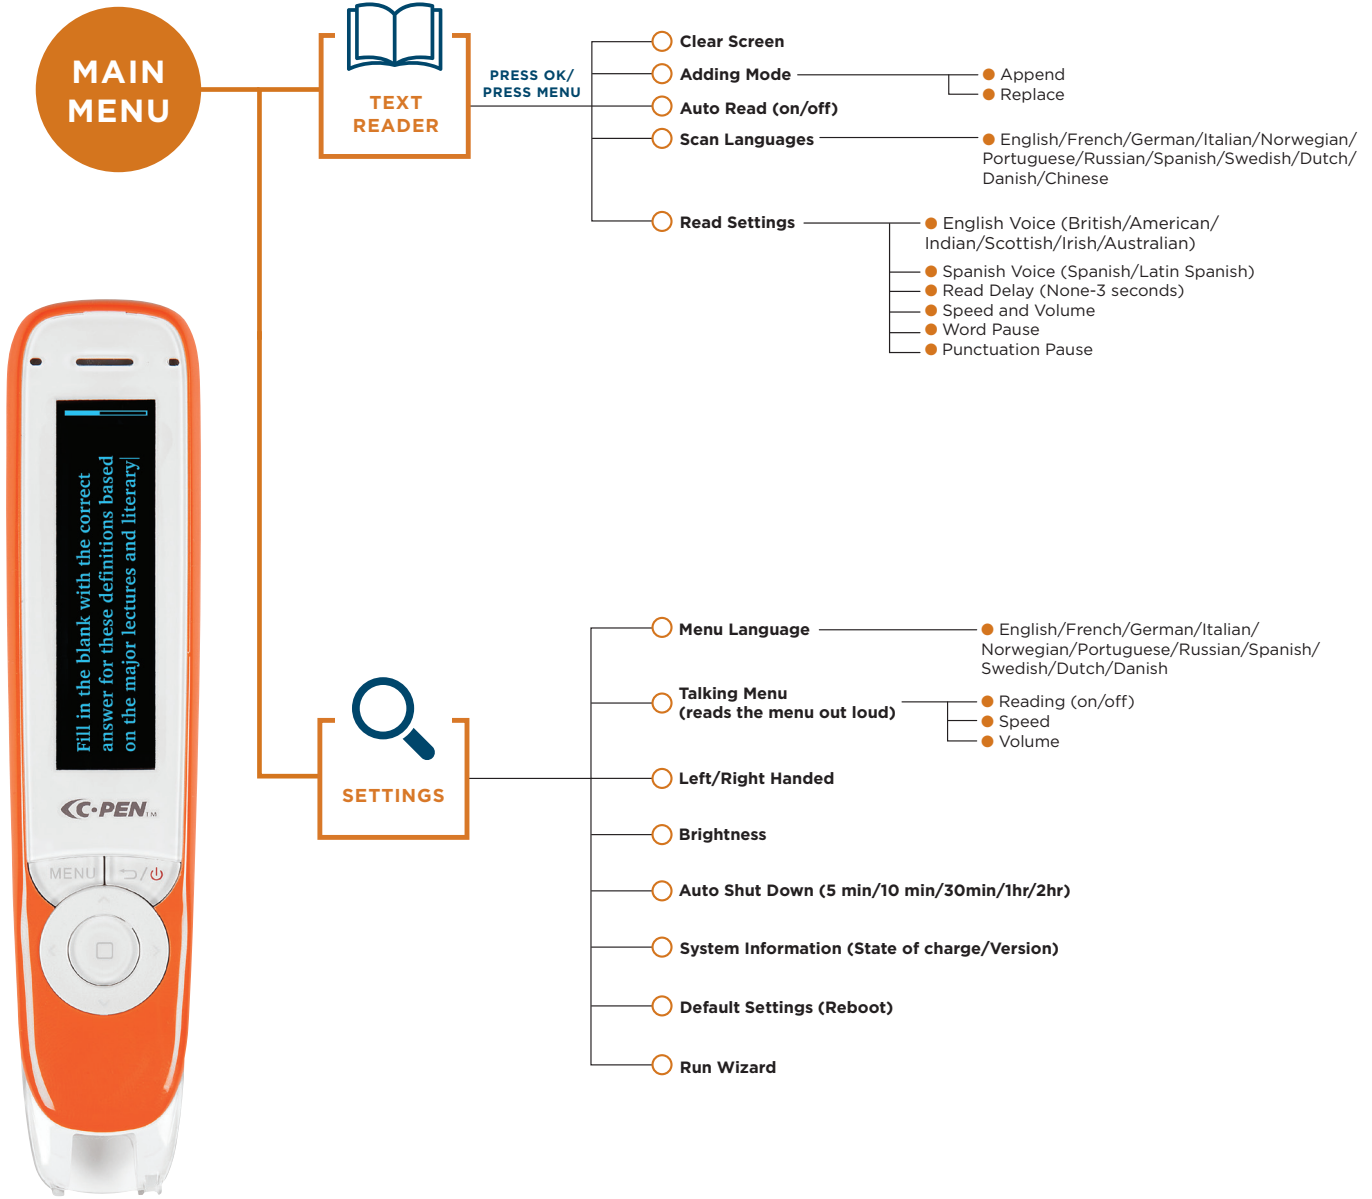 MAIN
MENU
TEXT
READER
PRESS OK/
PRESS MENU
Clear Screen
Adding Mode
Append
Replace
Auto Read (on/off)
Scan Languages
English/French/German/Italian/Norwegian/
Portuguese/Russian/Spanish/Swedish/Dutch/
Danish/Chinese
Read Settings
English Voice (British/American/
Indian/Scottish/Irish/Australian)
Spanish Voice (Spanish/Latin Spanish)
Read Delay (None-3 seconds)
Speed and Volume
Word Pause
Punctuation Pause
Fill in the blank with the correct
answer for these definitions based
on the major lectures and literary
C·PEN™
MENU
SETTINGS
Menu Language
English/French/German/Italian/
Norwegian/Portuguese/Russian/Spanish/
Swedish/Dutch/Danish
Talking Menu
(reads the menu out loud)
Reading (on/off)
Speed
Volume
Left/Right Handed
Brightness
Auto Shut Down (5 min/10 min/30min/1hr/2hr)
System Information (State of charge/Version)
Default Settings (Reboot)
Run Wizard